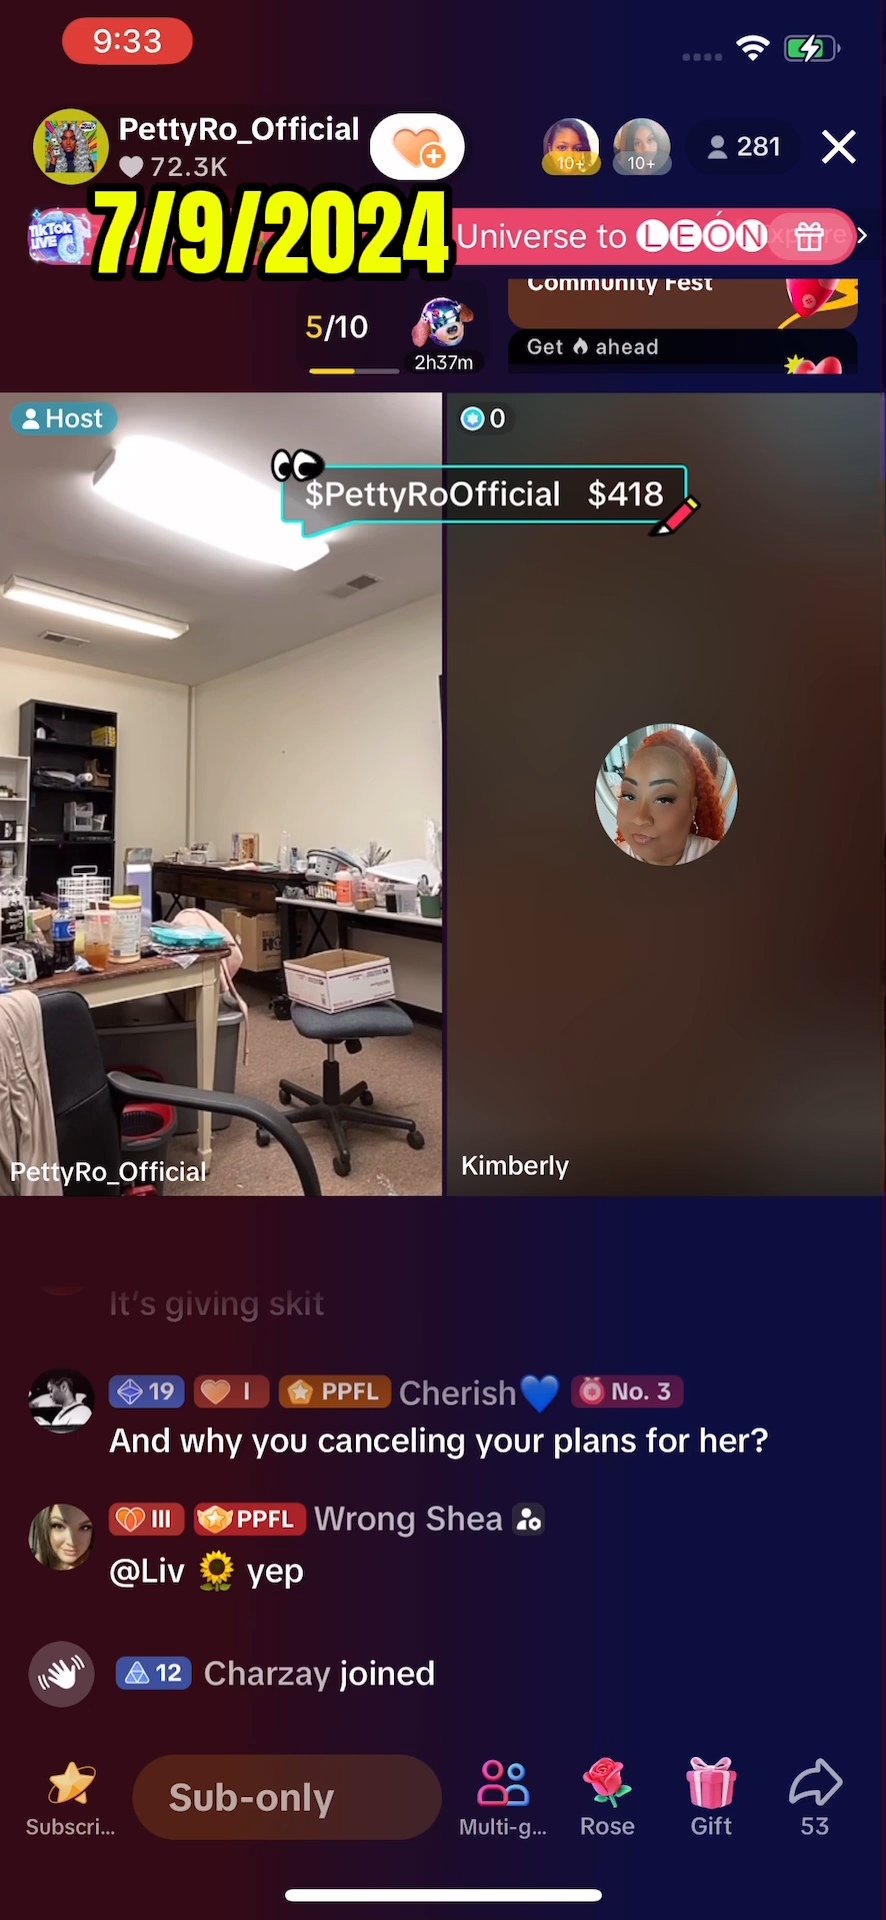 9:33
PettyRo_Official
72.3K
10+
10+
281
7/9/2024
TikTok
LIVE
Universe to LEÓN
Community Fest
5/10
2h37m
Get 🔥 ahead
Host
0
$PettyRoOfficial $418
PettyRo_Official
Kimberly
It's giving skit
19 I PPFL Cherish💙 No. 3
And why you canceling your plans for her?
III PPFL Wrong Shea
@Liv 🌻 yep
12 Charzay joined
Subscri...
Sub-only
Multi-g...
Rose
Gift
53